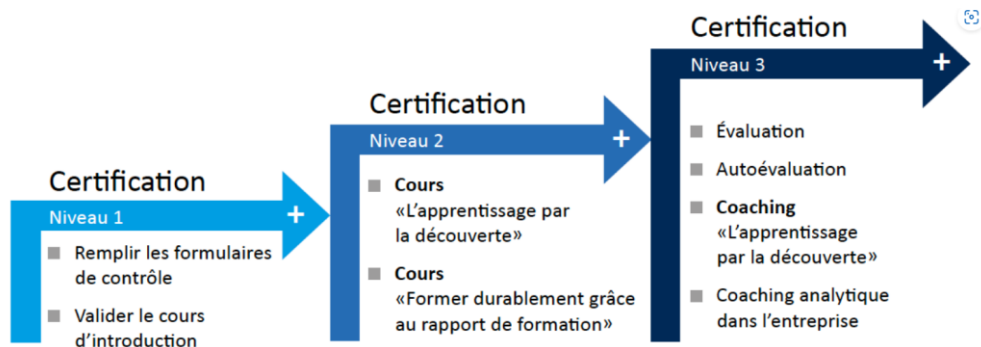 Certification
Niveau 1
+
Remplir les formulaires
de contrôle
Valider le cours
d'introduction
Certification
Niveau 2
+
Cours
«L'apprentissage par
la découverte»
Cours
«Former durablement grâce
au rapport de formation»
Certification
Niveau 3
+
Évaluation
Autoévaluation
Coaching
«L'apprentissage
par la découverte»
Coaching analytique
dans l'entreprise